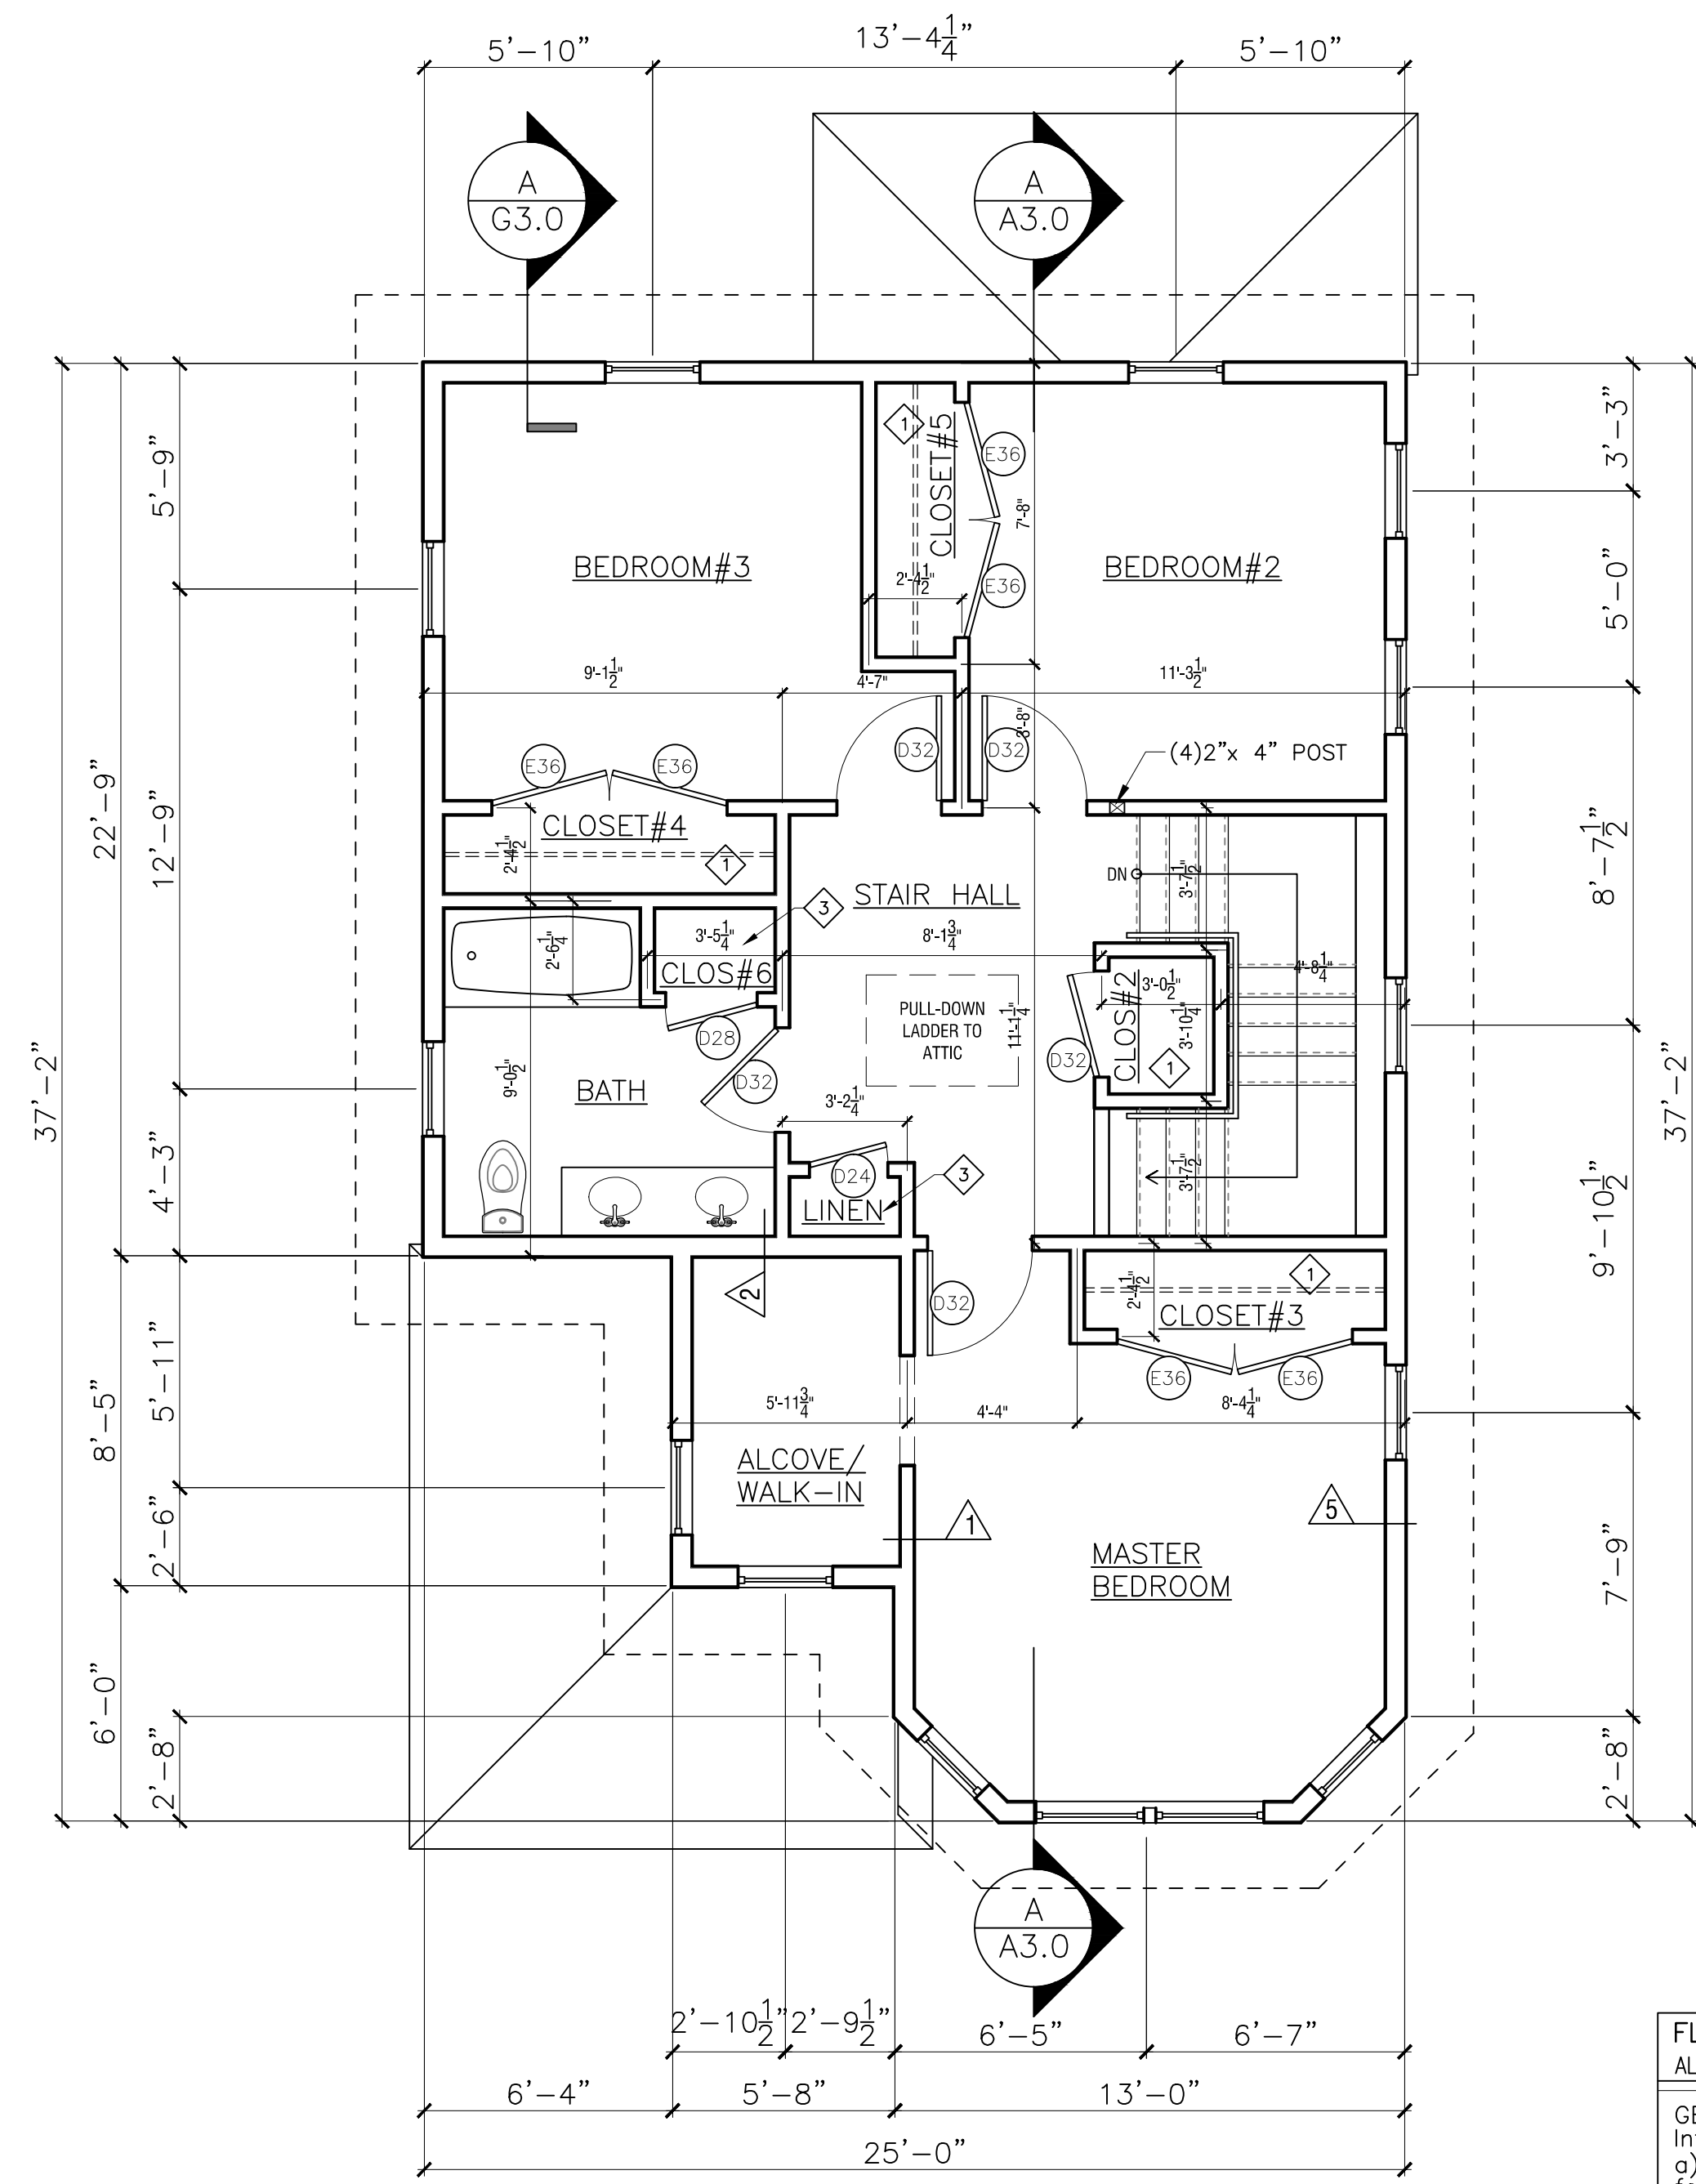 5'-10"
13'-4 1/4"
5'-10"
A
G3.0
A
A3.0
5'-9"
12'-9"
4'-3"
5'-11"
2'-6"
2'-8"
22'-9"
8'-5"
6'-0"
37'-2"
3'-3"
5'-0"
8'-7 1/2"
9'-10 1/2"
7'-9"
2'-8"
37'-2"
1
CLOSET#5
E36
E36
7'-8"
2'-4 1/2"
BEDROOM#3
BEDROOM#2
9'-1 1/2"
4'-7"
11'-3 1/2"
3'-8"
D32
D32
(4)2"x 4" POST
E36
E36
CLOSET#4
2'-4 1/2"
1
3
STAIR HALL
DN
3'-7 1/2"
2'-6 1/4"
3'-5 1/4"
CLOS#6
8'-1 3/4"
PULL-DOWN
LADDER TO
ATTIC
11'-1 1/4"
CLOS#2
3'-0 1/2"
3'-10 1/4"
4'-8 1/4"
1
D32
D28
D32
BATH
9'-0 1/2"
3'-2 1/4"
D24
LINEN
3
3'-7 1/2"
2
D32
2'-4 1/2"
1
CLOSET#3
E36
E36
5'-11 3/4"
4'-4"
8'-4 1/4"
ALCOVE/
WALK-IN
1
5
MASTER
BEDROOM
A
A3.0
2'-10 1/2"
2'-9 1/2"
6'-5"
6'-7"
6'-4"
5'-8"
13'-0"
25'-0"
a)